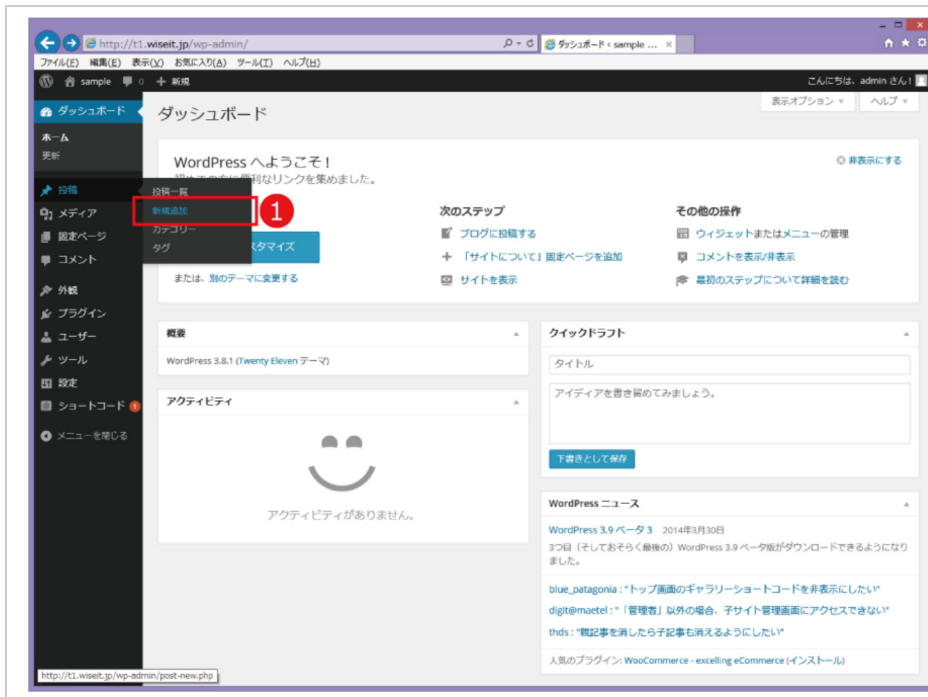 http://t1.wiseit.jp/wp-admin/
ダッシュボード ‹ sample ...
ファイル(F) 編集(E) 表示(V) お気に入り(A) ツール(T) ヘルプ(H)
sample 0 + 新規
こんにちは、admin さん!
ダッシュボード
ホーム
更新
投稿
メディア
固定ページ
コメント
外観
プラグイン
ユーザー
ツール
設定
ショートコード 1
メニューを閉じる
投稿一覧
新規追加
1
カテゴリー
タグ
ダッシュボード
表示オプション
ヘルプ
WordPress へようこそ !
便利なリンクを集めました。
非表示にする
スタマイズ
または、別のテーマに変更する
次のステップ
ブログに投稿する
「サイトについて」固定ページを追加
サイトを表示
その他の操作
ウィジェットまたはメニューの管理
コメントを表示/非表示
最初のステップについて詳細を読む
概要
WordPress 3.8.1 (Twenty Eleven テーマ)
アクティビティ
アクティビティがありません。
クイックドラフト
タイトル
アイディアを書き留めてみましょう。
下書きとして保存
WordPress ニュース
WordPress 3.9 ベータ 3 2014年3月30日
3つ目（そしておそらく最後の）WordPress 3.9 ベータ版がダウンロードできるようになり
ました。
blue_patagonia : "トップ画面のギャラリーショートコードを非表示にしたい"
digit@maetel : "「管理者」以外の場合、子サイト管理画面にアクセスできない"
thds : "親記事を消したら子記事も消えるようにしたい"
人気のプラグイン: WooCommerce - excelling eCommerce (インストール)
http://t1.wiseit.jp/wp-admin/post-new.php